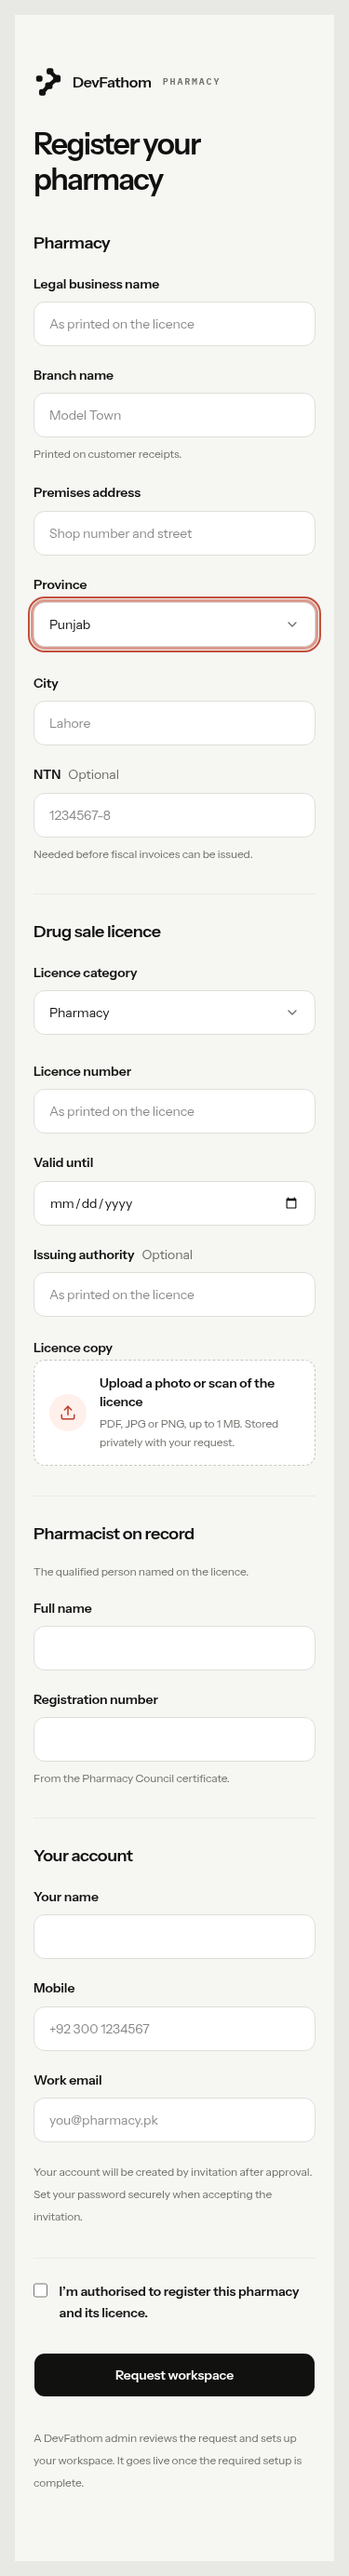 DevFathom PHARMACY
Register your
pharmacy
Pharmacy
Legal business name
As printed on the licence
Branch name
Model Town
Printed on customer receipts.
Premises address
Shop number and street
Province
Punjab
City
Lahore
NTN Optional
1234567-8
Needed before fiscal invoices can be issued.
Drug sale licence
Licence category
Pharmacy
Licence number
As printed on the licence
Valid until
mm/dd/yyyy
Issuing authority Optional
As printed on the licence
Licence copy
Upload a photo or scan of the
licence
PDF, JPG or PNG, up to 1 MB. Stored
privately with your request.
Pharmacist on record
The qualified person named on the licence.
Full name
Registration number
From the Pharmacy Council certificate.
Your account
Your name
Mobile
+92 300 1234567
Work email
you@pharmacy.pk
Your account will be created by invitation after approval.
Set your password securely when accepting the
invitation.
I'm authorised to register this pharmacy
and its licence.
Request workspace
A DevFathom admin reviews the request and sets up
your workspace. It goes live once the required setup is
complete.